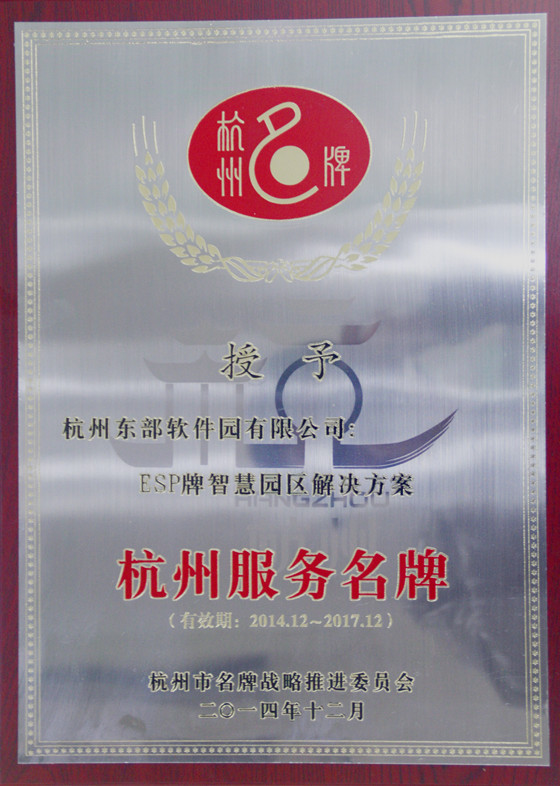 杭州名牌
授予
杭州东部软件园有限公司:
ESP牌智慧园区解决方案
HANGZHOU
杭州服务名牌
（有效期：2014.12~2017.12）
杭州市名牌战略推进委员会
二〇一四年十二月